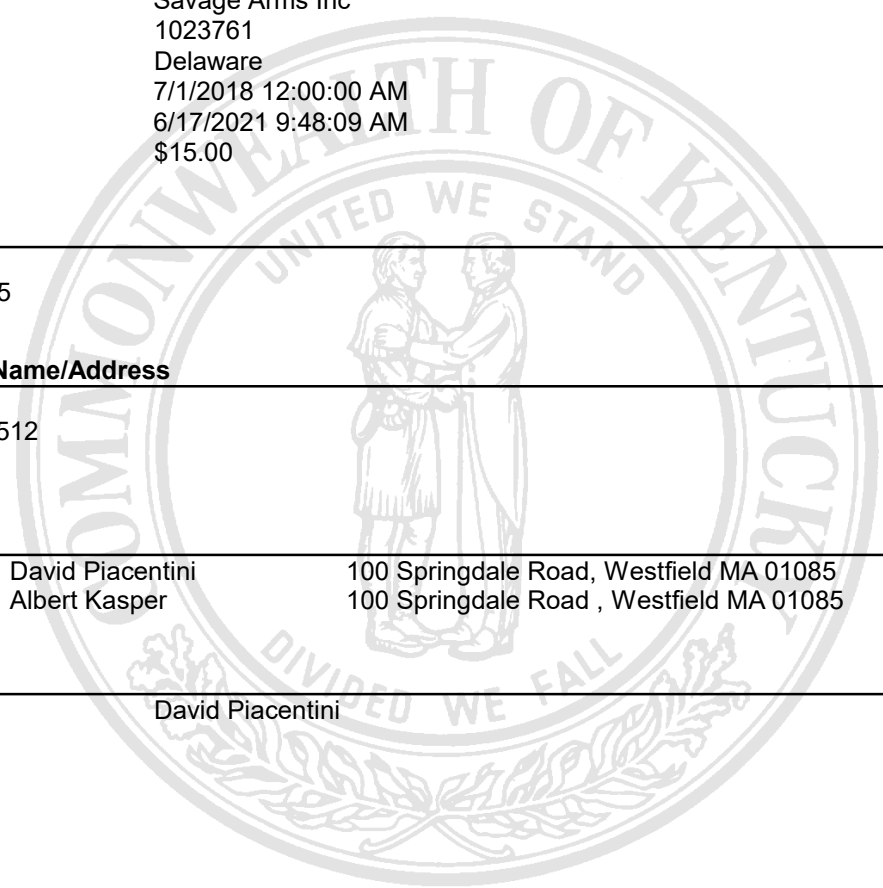 Savage Arms Inc
1023761
Delaware
7/1/2018 12:00:00 AM
6/17/2021 9:48:09 AM
$15.00
5
Name/Address
512
David Piacentini 100 Springdale Road, Westfield MA 01085
Albert Kasper 100 Springdale Road , Westfield MA 01085
David Piacentini
COMMONWEALTH OF KENTUCKY
UNITED WE STAND
DIVIDED WE FALL